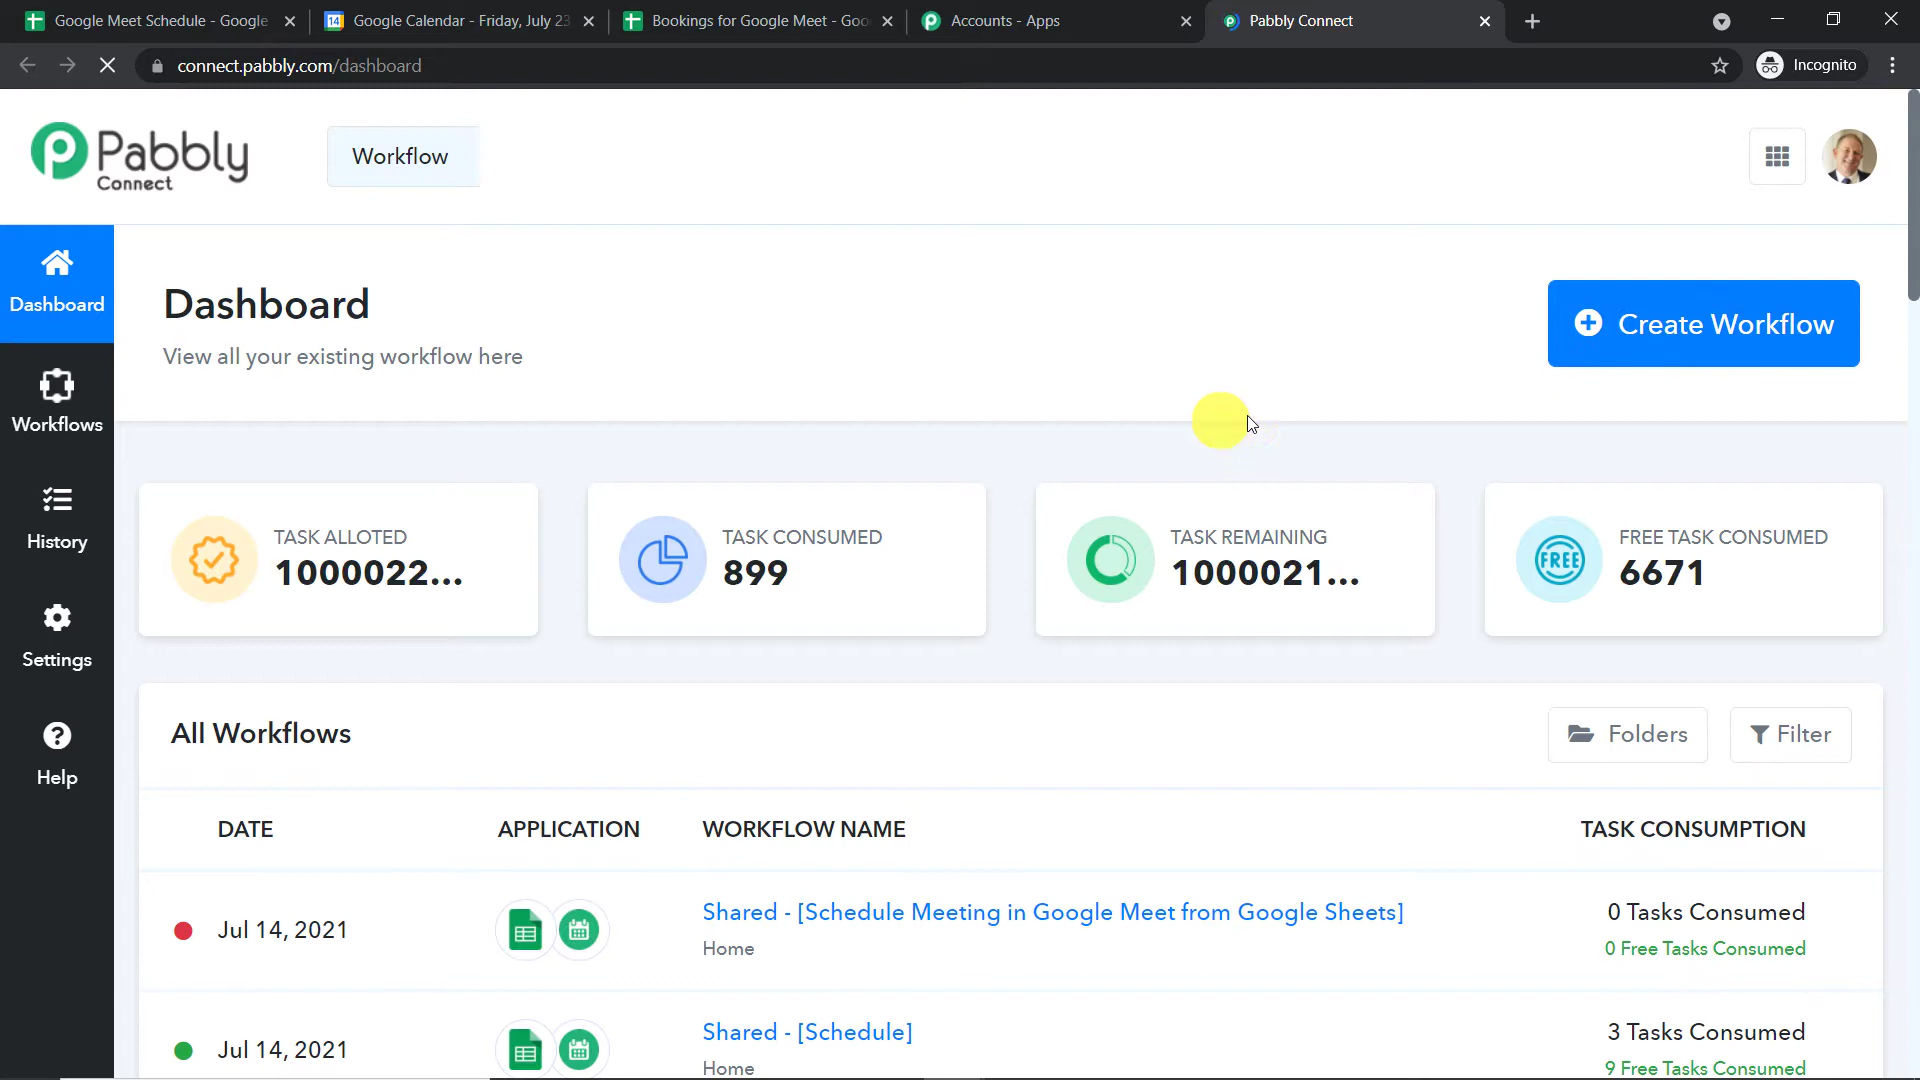 Google Meet Schedule - Google
Google Calendar - Friday, July 23
Bookings for Google Meet - Goo
Accounts - Apps
Pabbly Connect
connect.pabbly.com/dashboard
Incognito
Pabbly
Connect
Workflow
Dashboard
Workflows
History
Settings
Help
Dashboard
View all your existing workflow here
Create Workflow
TASK ALLOTED
1000022...
TASK CONSUMED
899
TASK REMAINING
1000021...
FREE
FREE TASK CONSUMED
6671
All Workflows
Folders
Filter
DATE APPLICATION WORKFLOW NAME TASK CONSUMPTION
Jul 14, 2021 Shared - [Schedule Meeting in Google Meet from Google Sheets] 0 Tasks Consumed
Home 0 Free Tasks Consumed
Jul 14, 2021 Shared - [Schedule] 3 Tasks Consumed
Home 9 Free Tasks Consumed